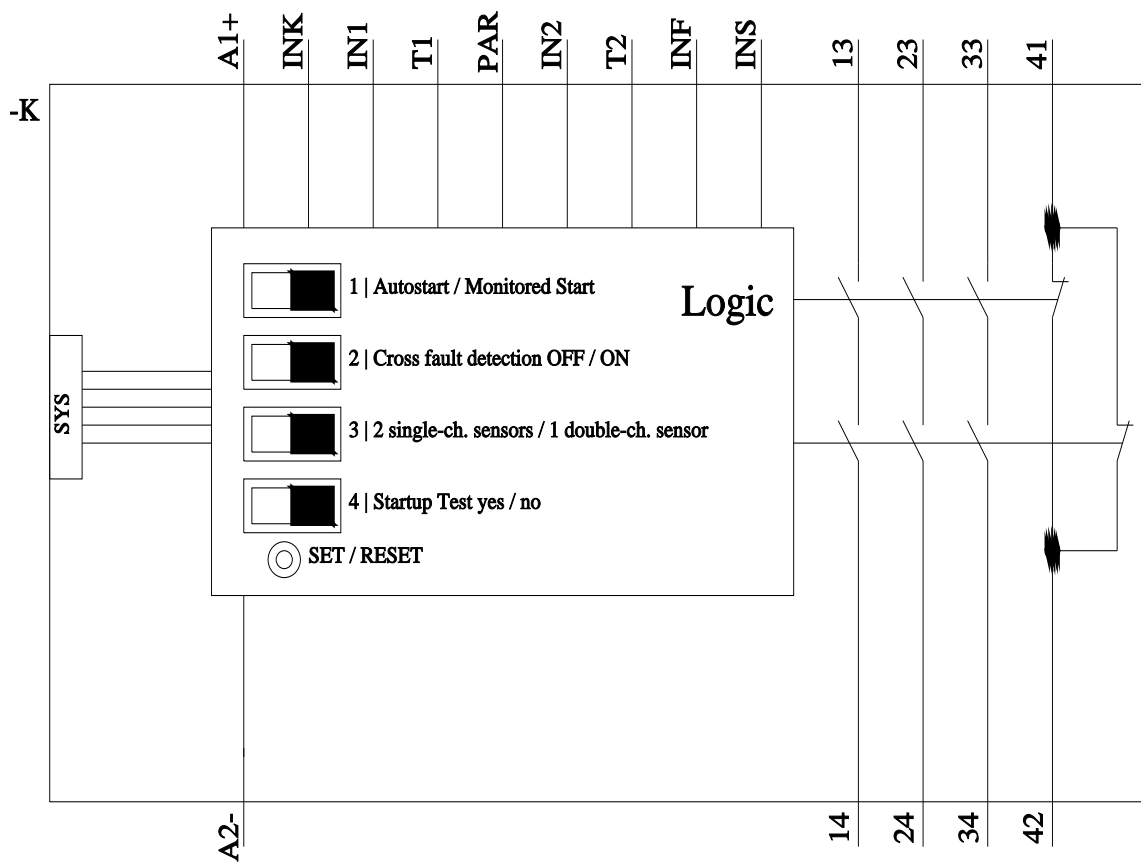 A1+
INK
IN1
T1
PAR
IN2
T2
INF
INS
13
23
33
41
-K
1 | Autostart / Monitored Start
Logic
2 | Cross fault detection OFF / ON
SYS
3 | 2 single-ch. sensors / 1 double-ch. sensor
4 | Startup Test yes / no
SET / RESET
A2-
14
24
34
42